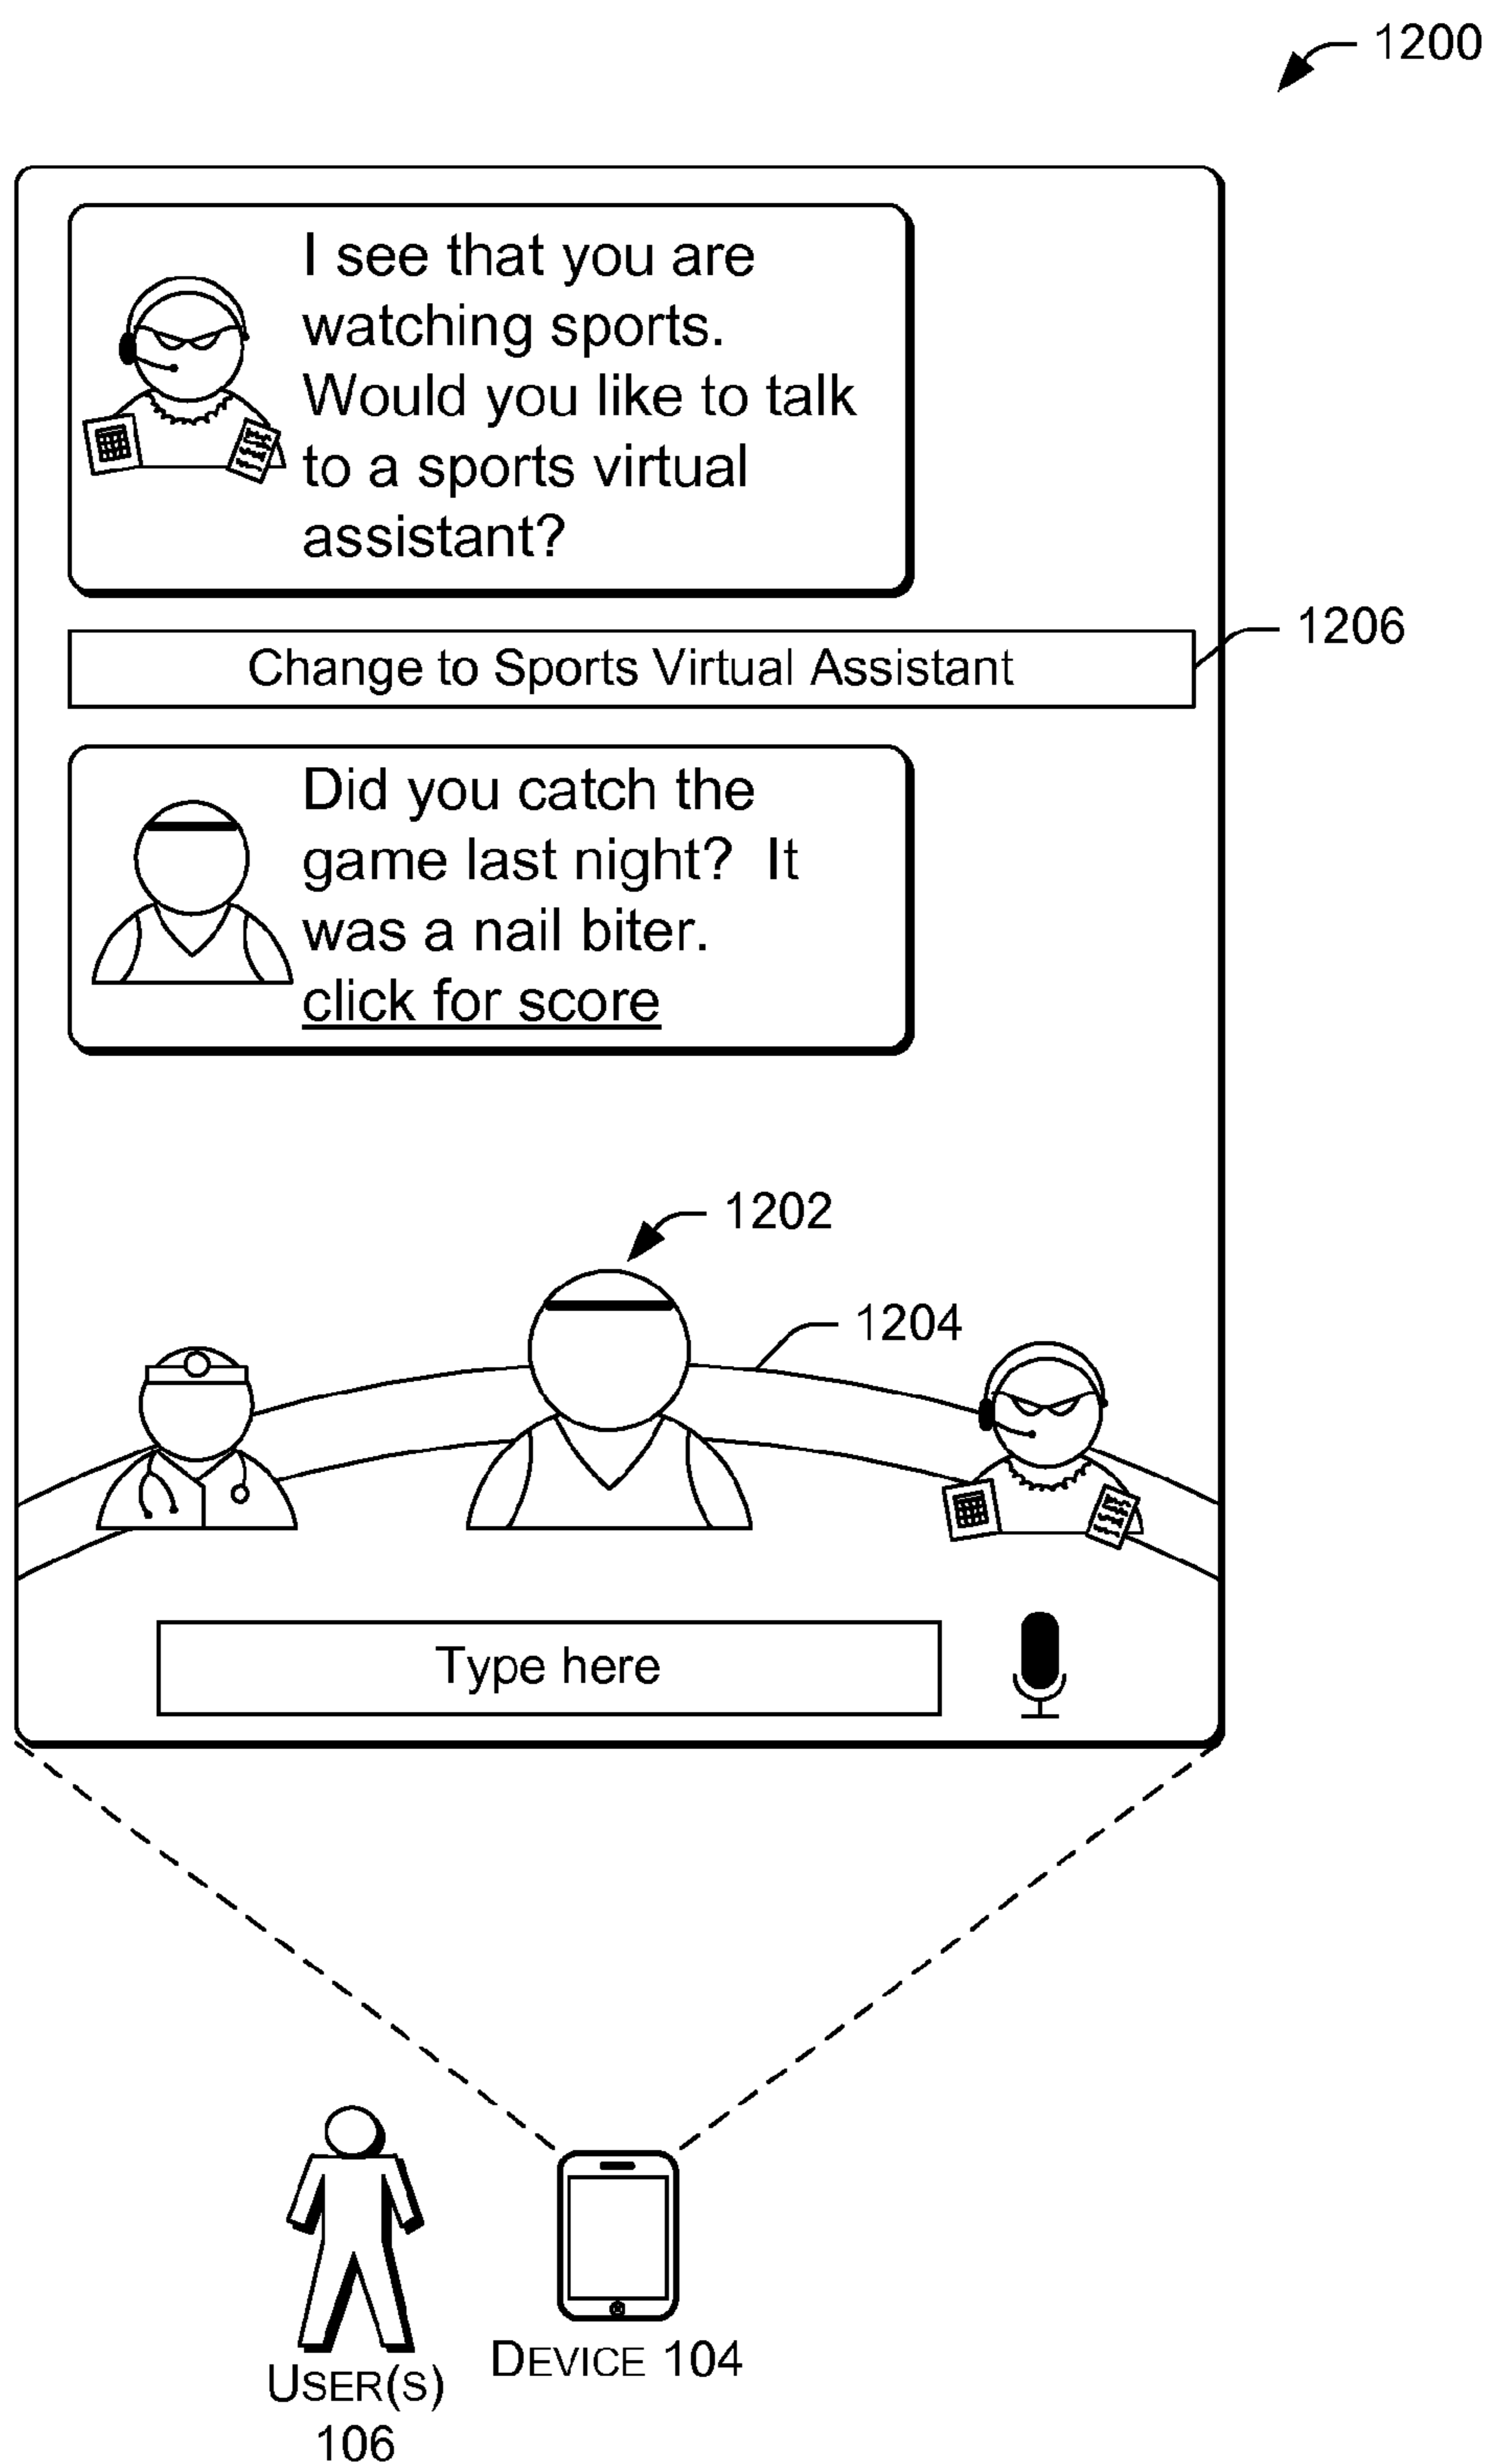 1200
I see that you are
watching sports.
Would you like to talk
to a sports virtual
assistant?
1206
Change to Sports Virtual Assistant
Did you catch the
game last night?  It
was a nail biter.
click for score
1202
1204
Type here
DEVICE 104
USER(S)
106